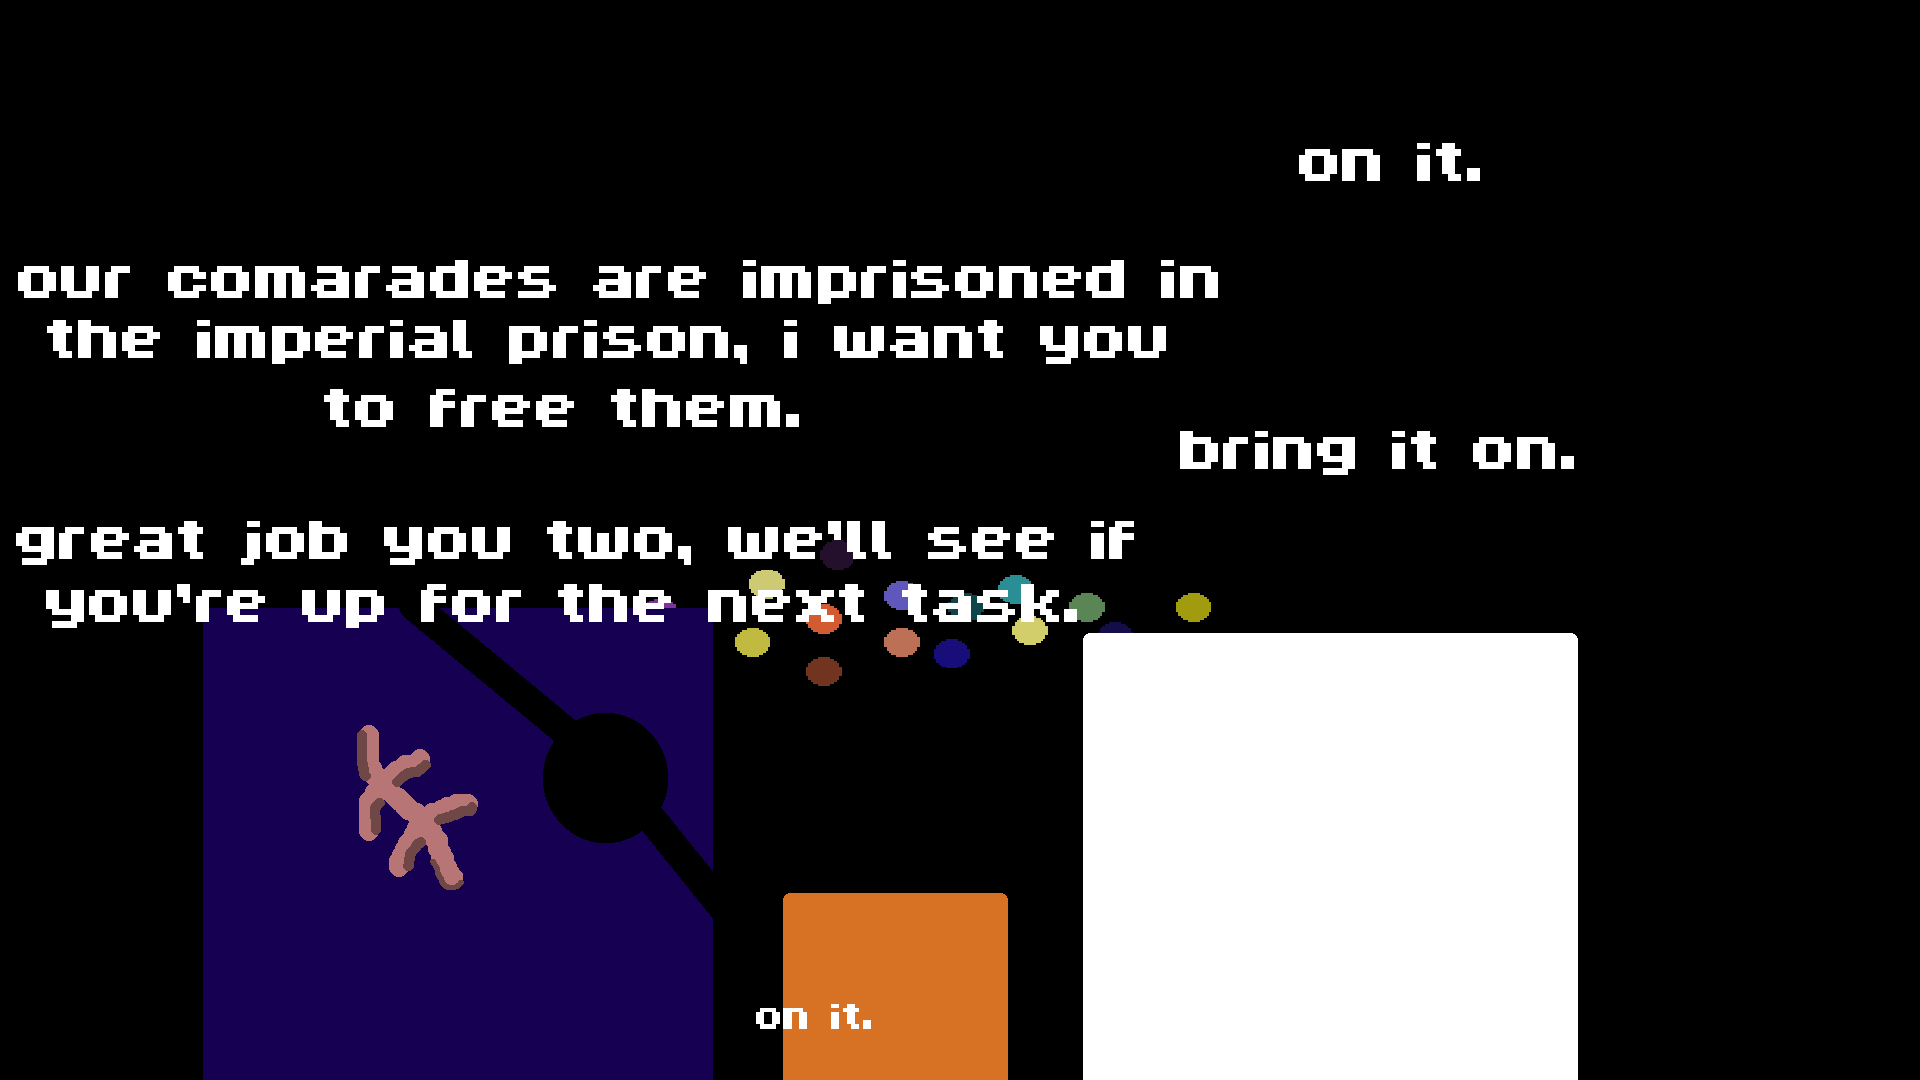 on it.
our comarades are imprisoned in
the imperial prison, i want you
to free them.
bring it on.
great job you two, we'll see if
you're up for the next task.
on it.